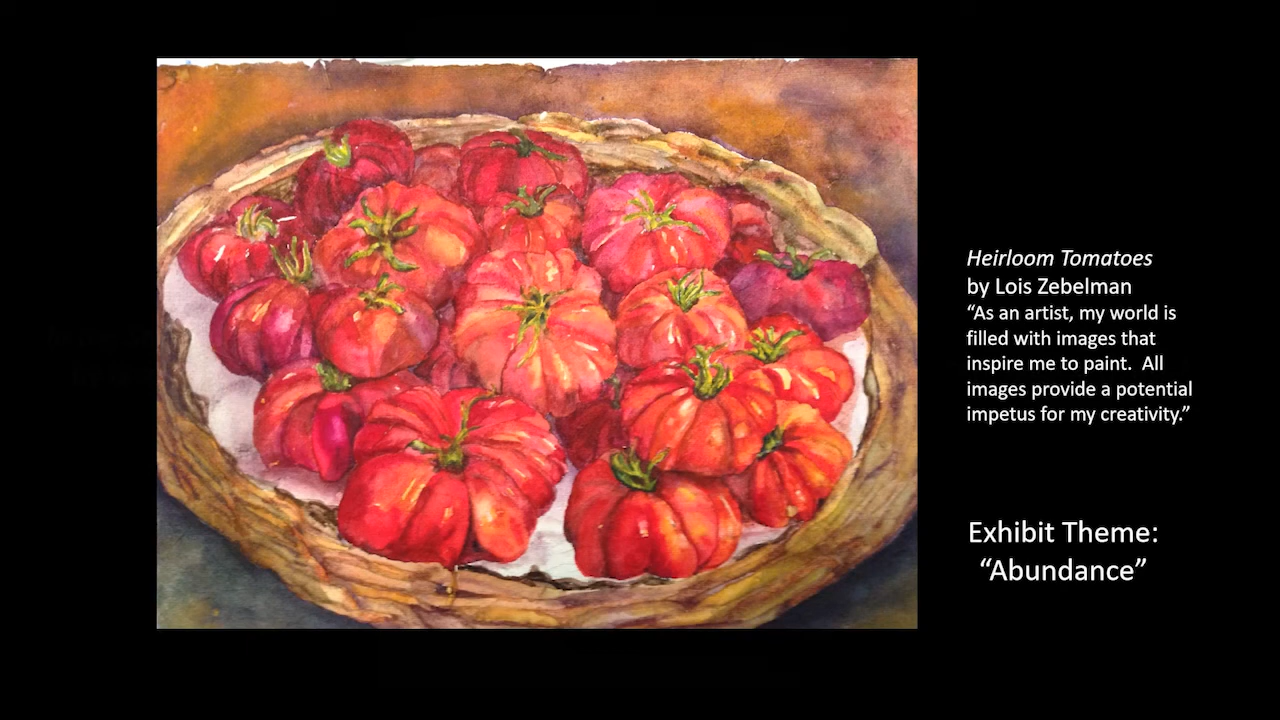 Heirloom Tomatoes
by Lois Zebelman
“As an artist, my world is
filled with images that
inspire me to paint.  All
images provide a potential
impetus for my creativity.”
Exhibit Theme:
“Abundance”